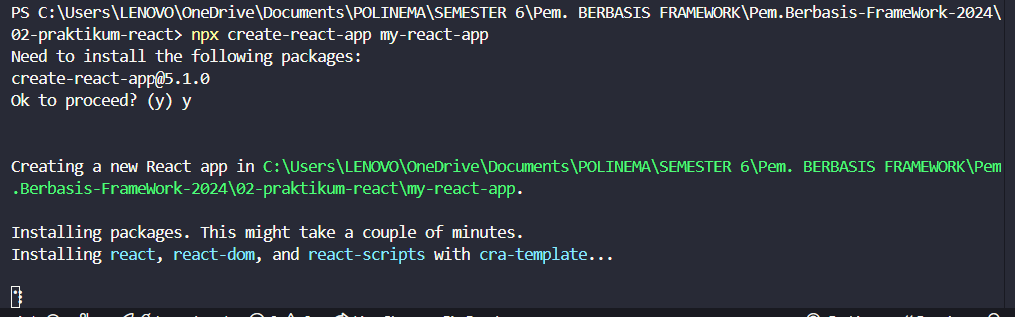 PS C:\Users\LENOVO\OneDrive\Documents\POLINEMA\SEMESTER 6\Pem. BERBASIS FRAMEWORK\Pem.Berbasis-FrameWork-2024\
02-praktikum-react> npx create-react-app my-react-app
Need to install the following packages:
create-react-app@5.1.0
Ok to proceed? (y) y
Creating a new React app in C:\Users\LENOVO\OneDrive\Documents\POLINEMA\SEMESTER 6\Pem. BERBASIS FRAMEWORK\Pem
.Berbasis-FrameWork-2024\02-praktikum-react\my-react-app.
Installing packages. This might take a couple of minutes.
Installing react, react-dom, and react-scripts with cra-template...